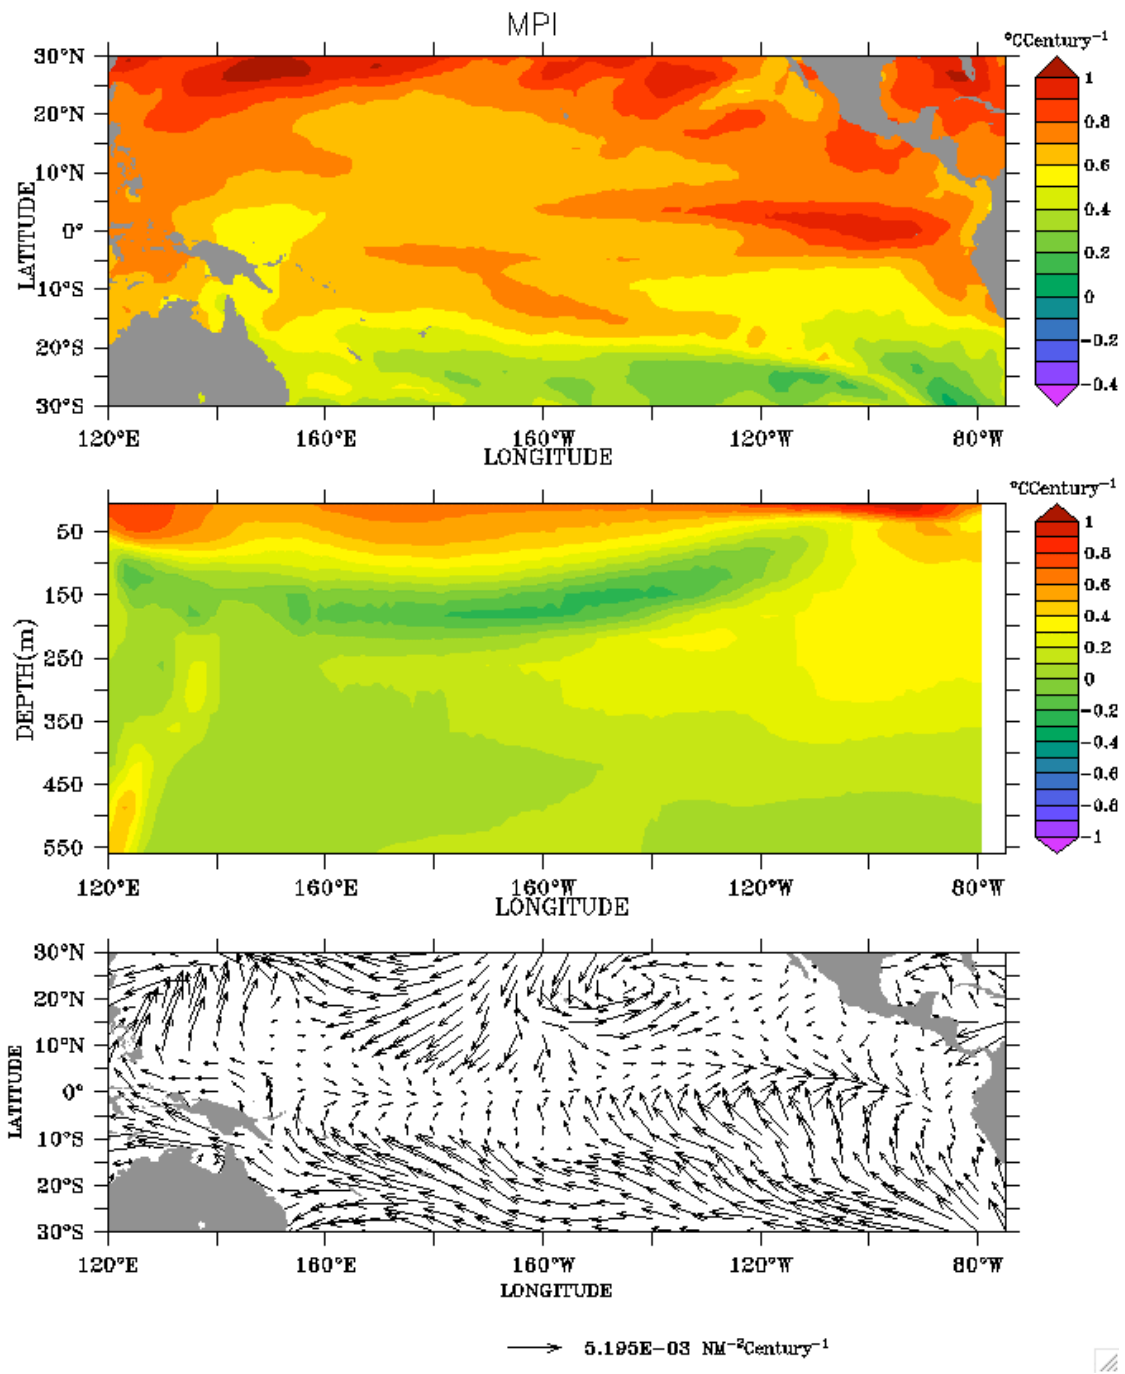 MPI
°CCentury⁻¹
30°N
20°N
10°N
0°
10°S
20°S
30°S
LATITUDE
1
0.8
0.6
0.4
0.2
0
-0.2
-0.4
120°E 160°E 160°W 120°W 80°W
LONGITUDE
°CCentury⁻¹
50
150
250
350
450
550
DEPTH(m)
1
0.8
0.6
0.4
0.2
0
-0.2
-0.4
-0.6
-0.8
-1
120°E 160°E 160°W 120°W 80°W
LONGITUDE
30°N
20°N
10°N
0°
10°S
20°S
30°S
LATITUDE
120°E 160°E 160°W 120°W 80°W
LONGITUDE
5.195E-03 NM⁻²Century⁻¹